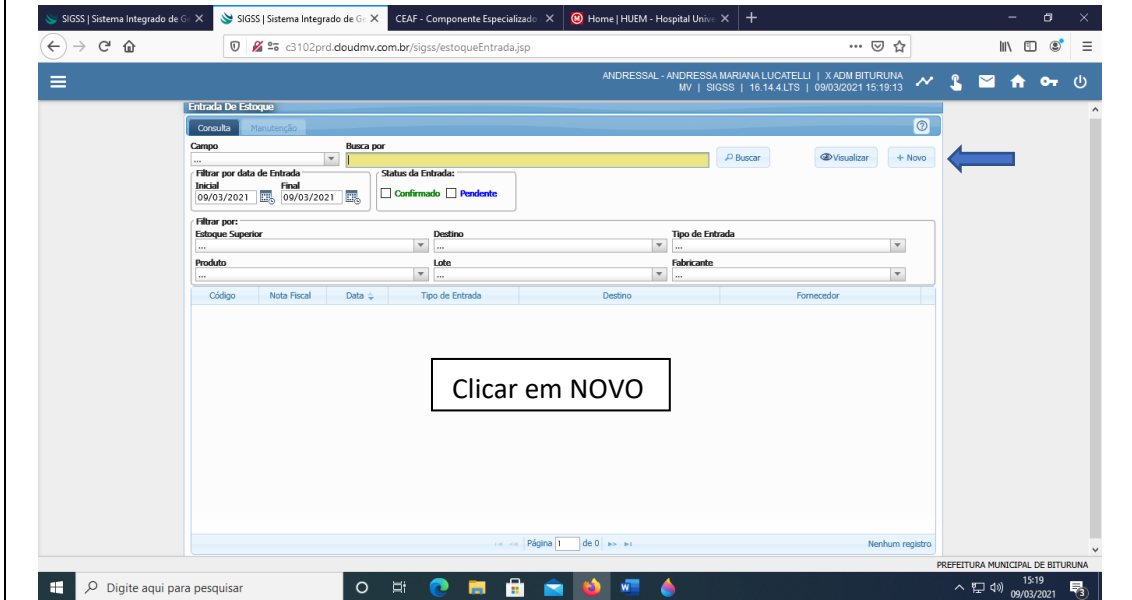 SIGSS | Sistema Integrado de G
SIGSS | Sistema Integrado de G
CEAF - Componente Especializado
Home | HUEM - Hospital Unive
c3102prd.cloudmv.com.br/sigss/estoqueEntrada.jsp
ANDRESSAL - ANDRESSA MARIANA LUCATELLI | X ADM BITURUNA
MV | SIGSS | 16.14.4.LTS | 09/03/2021 15:19:13
Entrada De Estoque
Consulta Manutenção
Campo Busca por
... Buscar Visualizar + Novo
Filtrar por data de Entrada Status da Entrada:
Inicial Final
09/03/2021 09/03/2021 Confirmado Pendente
Filtrar por:
Estoque Superior Destino Tipo de Entrada
... ... ...
Produto Lote Fabricante
... ... ...
Código Nota Fiscal Data Tipo de Entrada Destino Fornecedor
Clicar em NOVO
Página 1 de 0 Nenhum registro
PREFEITURA MUNICIPAL DE BITURUNA
Digite aqui para pesquisar
15:19
09/03/2021
3